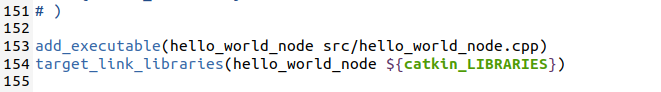 151 # )
152
153 add_executable(hello_world_node src/hello_world_node.cpp)
154 target_link_libraries(hello_world_node ${catkin_LIBRARIES})
155